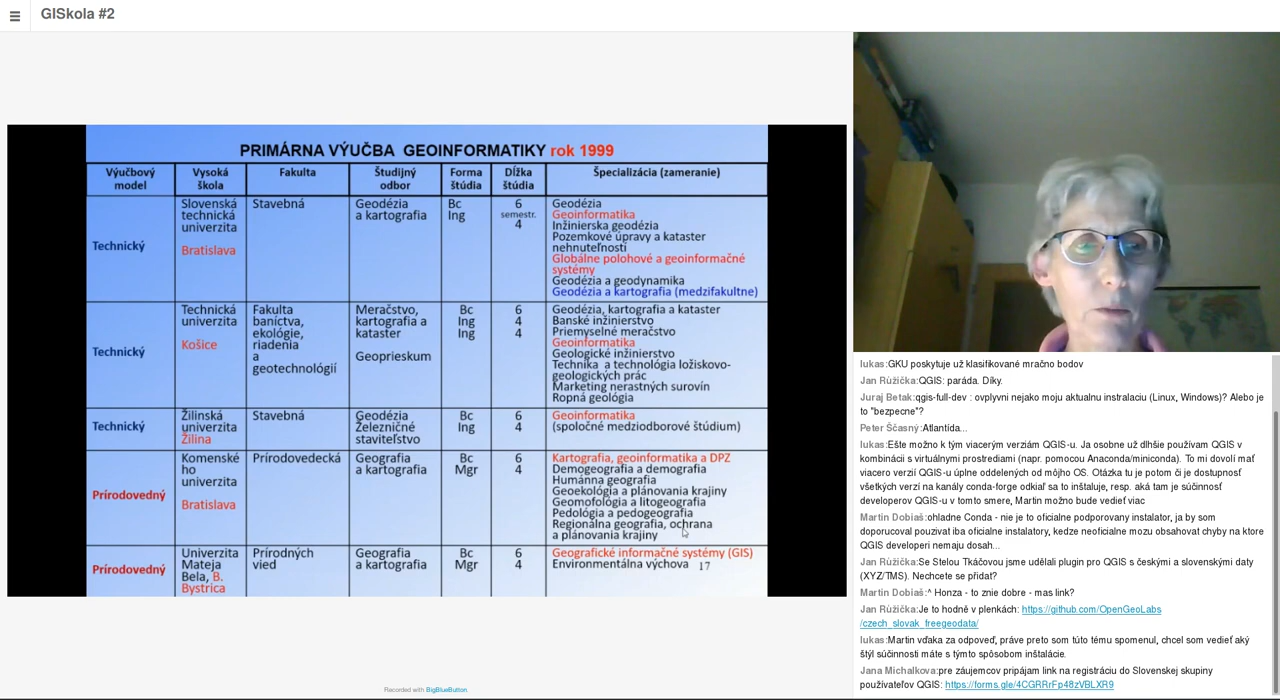 GISkola #2
PRIMÁRNA VÝUČBA GEOINFORMATIKY rok 1999
Výučbový model
Vysoká škola
Fakulta
Študijný odbor
Forma štúdia
Dĺžka štúdia
Špecializácia (zameranie)
Technický
Slovenská
technická
univerzita
Bratislava
Stavebná
Geodézia
a kartografia
Bc
Ing
6
semestr.
4
Geodézia
Geoinformatika
Inžinierska geodézia
Pozemkové úpravy a kataster
nehnuteľností
Globálne polohové a geoinformačné
systémy
Geodézia a geodynamika
Geodézia a kartografia (medzifakultne)
Technický
Technická
univerzita
Košice
Fakulta
baníctva,
ekológie,
riadenia
a
geotechnológií
Meračstvo,
kartografia a
kataster
Geoprieskum
Bc
Ing
Ing
6
4
4
Geodézia, kartografia a kataster
Banské inžinierstvo
Priemyselné meračstvo
Geoinformatika
Geologické inžinierstvo
Technika a technológia ložiskovo-
geologických prác
Marketing nerastných surovín
Ropná geológia
Technický
Žilinská
univerzita
Žilina
Stavebná
Geodézia
Železničné
staviteľstvo
Bc
Ing
6
4
Geoinformatika
(spoločné medziodborové štúdium)
Prírodovedný
Komenské
ho
univerzita
Bratislava
Prírodovedecká
Geografia
a kartografia
Bc
Mgr
6
4
Kartografia, geoinformatika a DPZ
Demogeografia a demografia
Humánna geografia
Geoekológia a plánovania krajiny
Geomofológia a litogeografia
Pedológia a pedogeografia
Regionálna geografia, ochrana
a plánovania krajiny
Prírodovedný
Univerzita
Mateja
Bela, B.
Bystrica
Prírodných
vied
Geografia
a kartografia
Bc
Mgr
6
4
Geografické informačné systémy (GIS)
Environmentálna výchova
17
Recorded with BigBlueButton
lukas:GKU poskytuje už klasifikované mračno bodov
Jan Růžička:QGIS: paráda. Díky.
Juraj Betak:qgis-full-dev : ovplyvni nejako moju aktualnu instralaciu (Linux, Windows)? Alebo je
to "bezpecne"?
Peter Ščasný:Atlantída...
lukas:Ešte možno k tým viacerým verziám QGIS-u. Ja osobne už dlhšie používam QGIS v
kombinácii s virtuálnymi prostrediami (napr. pomocou Anaconda/miniconda). To mi dovolí mať
viacero verzií QGIS-u úplne oddelených od môjho OS. Otázka tu je potom či je dostupnosť
všetkých verzí na kanály conda-forge odkiaľ sa to inštaluje, resp. aká tam je súčinnosť
developerov QGIS-u v tomto smere, Martin možno bude vedieť viac
Martin Dobiaš:ohladne Conda - nie je to oficialne podporovany instalator, ja by som
doporucoval pouzivat iba oficialne instalatory, kedze neoficialne mozu obsahovat chyby na ktore
QGIS developeri nemaju dosah...
Jan Růžička:Se Stelou Tkáčovou jsme udělali plugin pro QGIS s českými a slovenskými daty
(XYZ/TMS). Nechcete se přidat?
Martin Dobiaš:^ Honza - to znie dobre - mas link?
Jan Růžička:Je to hodně v plenkách: https://github.com/OpenGeoLabs
/czech_slovak_freegeodata/
lukas:Martin vďaka za odpoveď, práve preto som túto tému spomenul, chcel som vedieť aký
štýl súčinnosti máte s týmto spôsobom inštalácie.
Jana Michalkova:pre záujemcov pripájam link na registráciu do Slovenskej skupiny
používateľov QGIS: https://forms.gle/4CGRRrFp48zVBLXR9